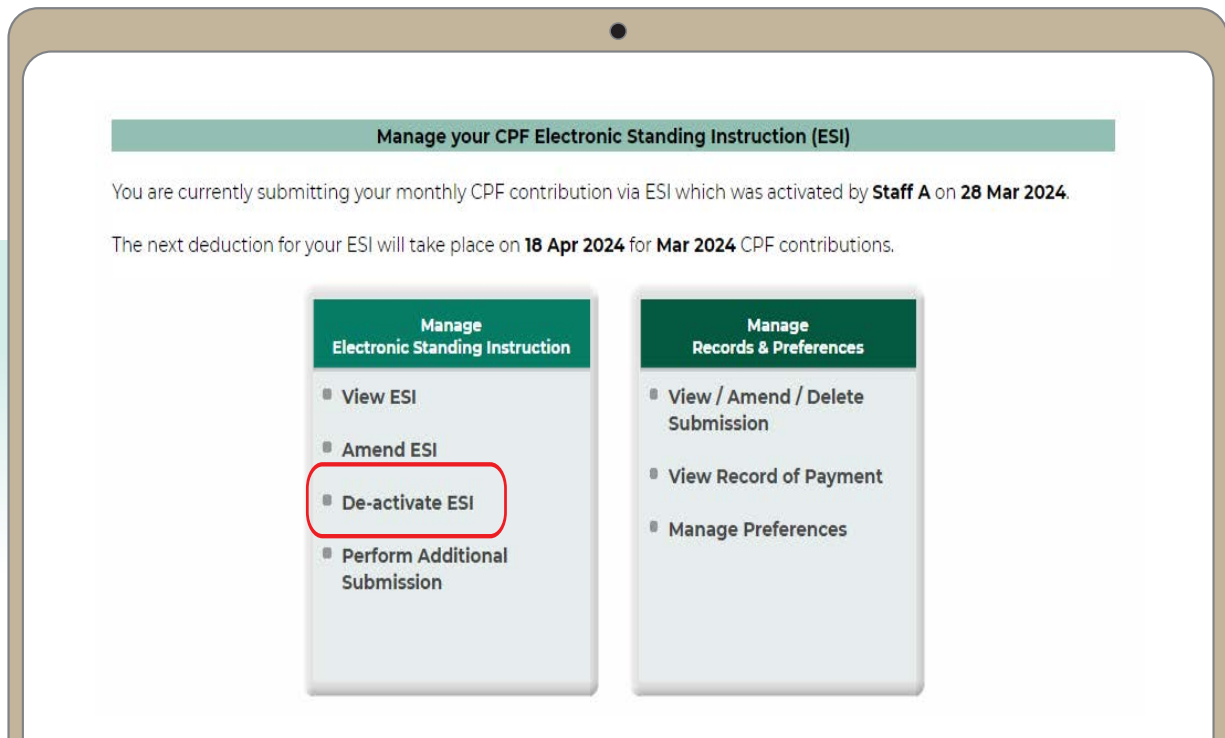 Manage your CPF Electronic Standing Instruction (ESI)
You are currently submitting your monthly CPF contribution via ESI which was activated by Staff A on 28 Mar 2024.
The next deduction for your ESI will take place on 18 Apr 2024 for Mar 2024 CPF contributions.
Manage
Electronic Standing Instruction
View ESI
Amend ESI
De-activate ESI
Perform Additional
Submission
Manage
Records & Preferences
View / Amend / Delete
Submission
View Record of Payment
Manage Preferences